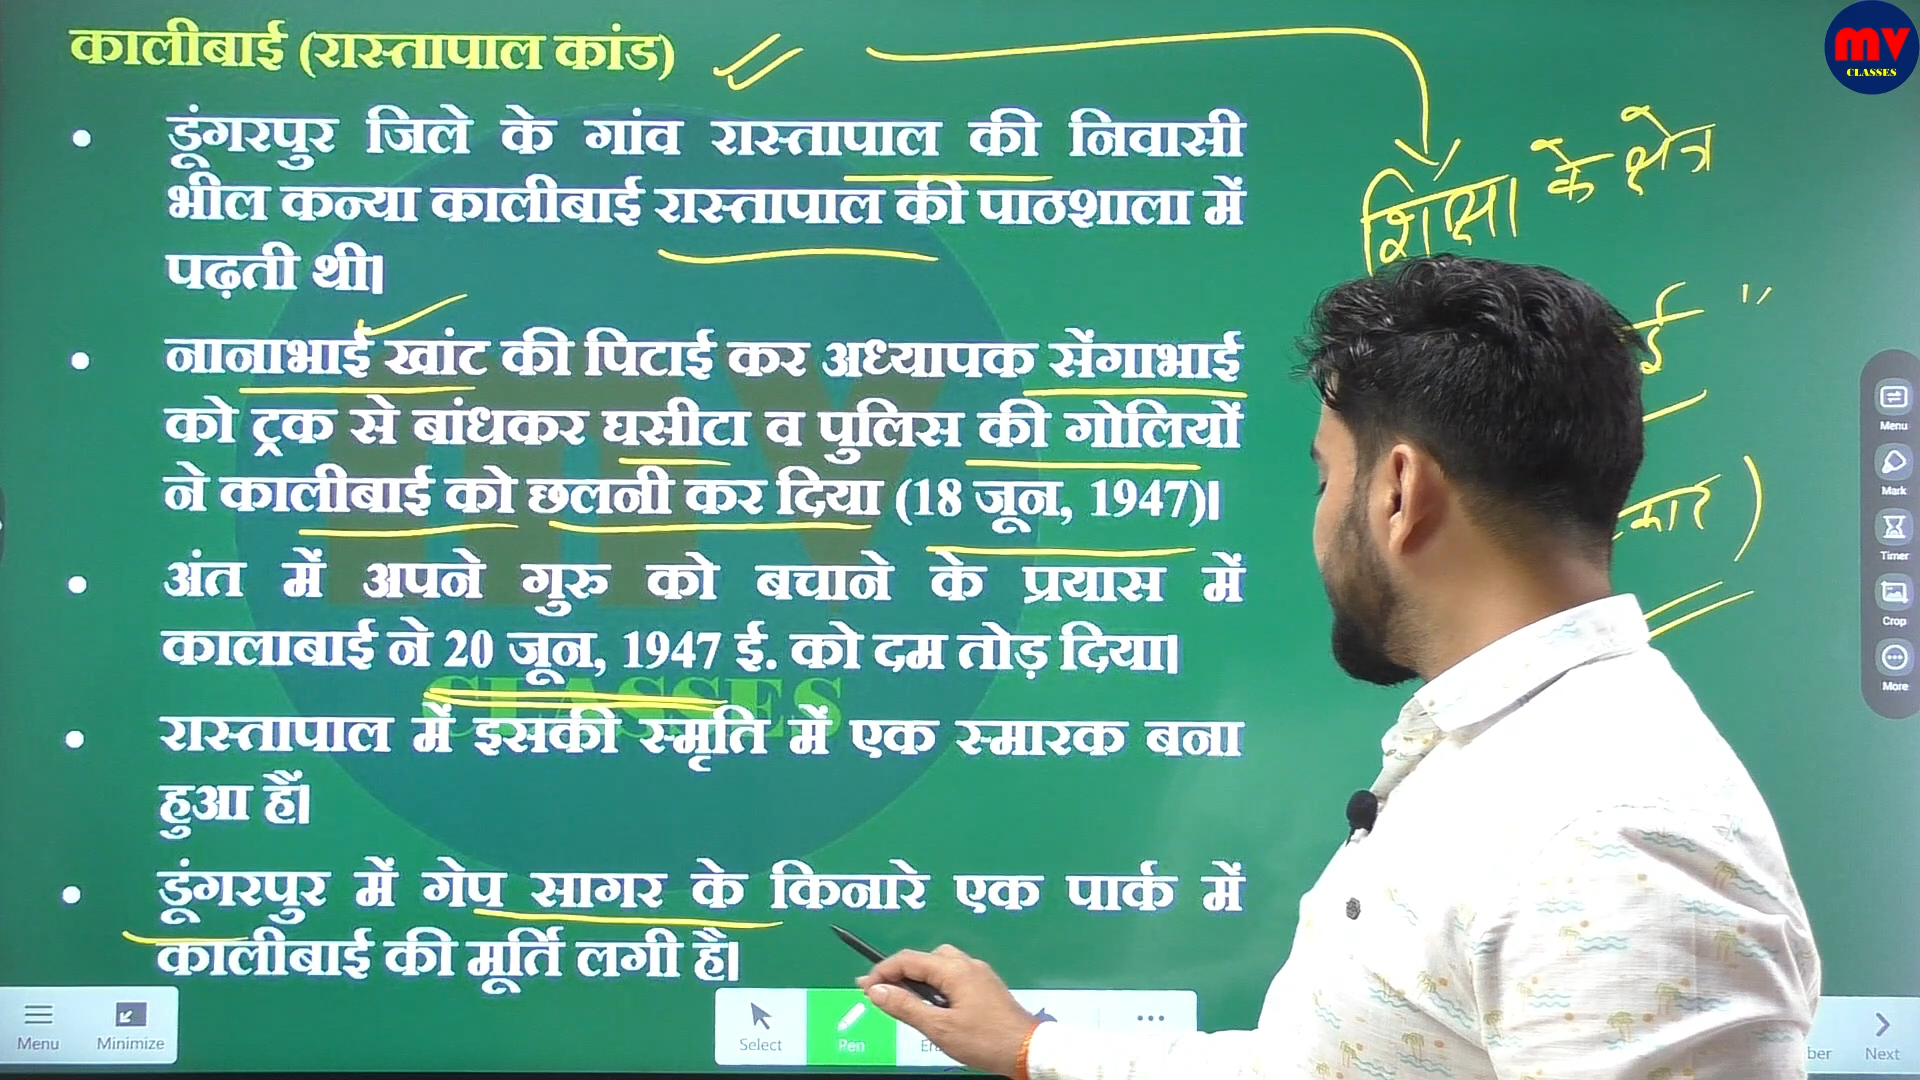 कालीबाई (रास्तापाल कांड)
MV
CLASSES
• डूंगरपुर जिले के गांव रास्तापाल की निवासी
भील कन्या कालीबाई रास्तापाल की पाठशाला में
पढ़ती थी।
• नानाभाई खांट की पिटाई कर अध्यापक सेंगाभाई
को ट्रक से बांधकर घसीटा व पुलिस की गोलियों
ने कालीबाई को छलनी कर दिया (18 जून, 1947)।
• अंत में अपने गुरु को बचाने के प्रयास में
कालाबाई ने 20 जून, 1947 ई. को दम तोड़ दिया।
CLASSES
• रास्तापाल में इसकी स्मृति में एक स्मारक बना
हुआ हैं।
• डूंगरपुर में गेप सागर के किनारे एक पार्क में
कालीबाई की मूर्ति लगी है।
शिक्षा के क्षेत्र
ई "
Menu
Mark
Timer
Crop
More
Menu
Minimize
Select
Pen
Next